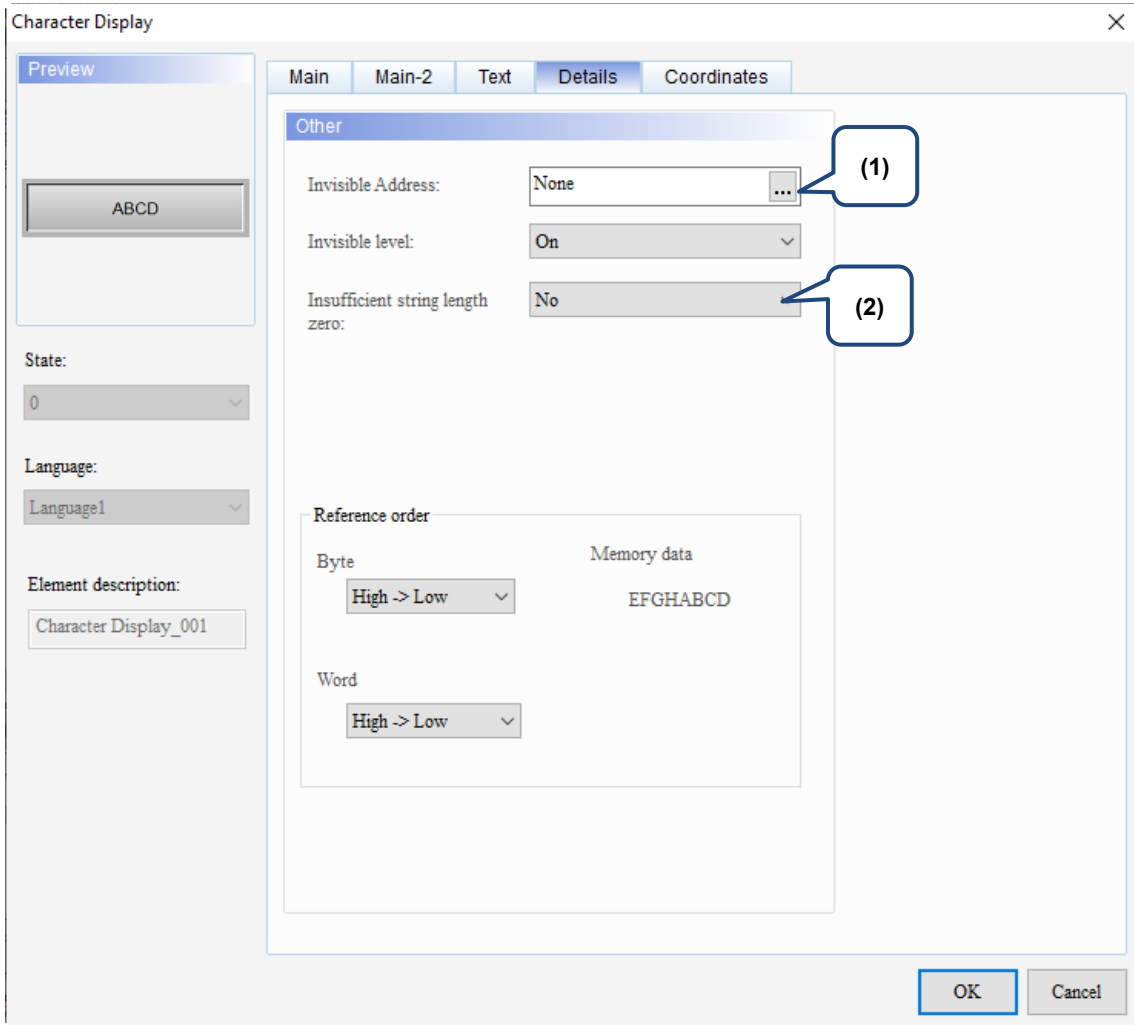 Character Display
Preview
ABCD
State:
0
Language:
Language1
Element description:
Character Display_001
Main Main-2 Text Details Coordinates
Other
Invisible Address: None ...
(1)
Invisible level: On
Insufficient string length No
zero:
(2)
Reference order
Byte Memory data
High -> Low EFGHABCD
Word
High -> Low
OK Cancel